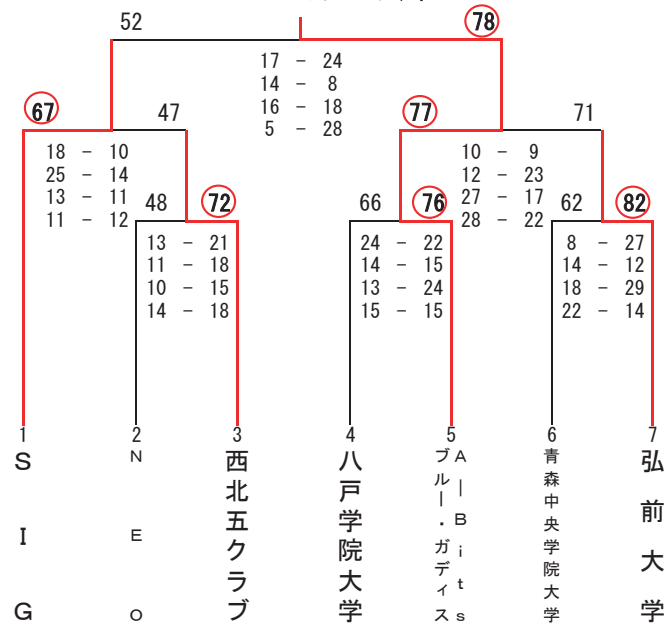 52 78
17 - 24
14 - 8
16 - 18
5 - 28
67 47 77 71
18 - 10
25 - 14
13 - 11
11 - 12
10 - 9
12 - 23
27 - 17
28 - 22
48 72 66 76 62 82
13 - 21
11 - 18
10 - 15
14 - 18
24 - 22
14 - 15
13 - 24
15 - 15
8 - 27
14 - 12
18 - 29
22 - 14
1 2 3 4 5 6 7
SIG
NEO
西北五クラブ
八戸学院大学
A-Bits
ブルー・ガディス
青森中央学院大学
弘前大学